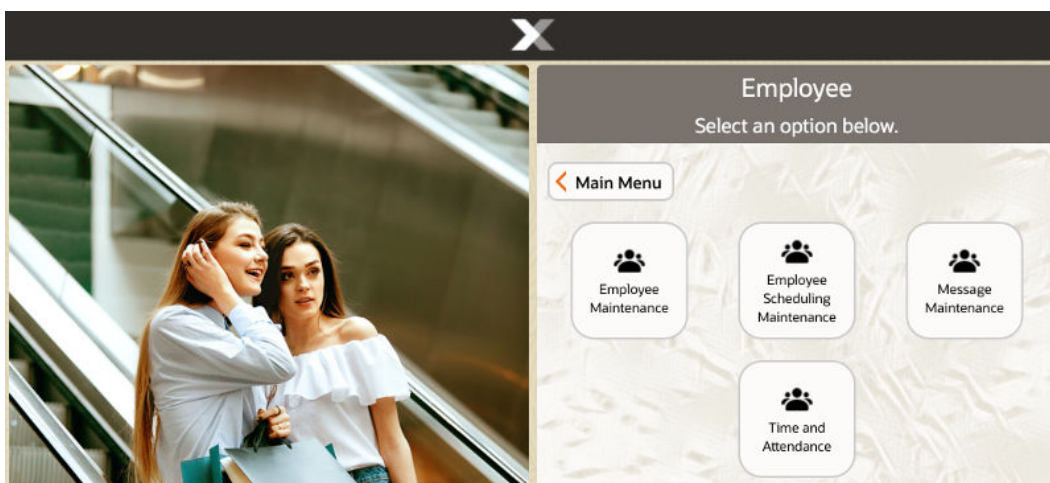 Employee
Select an option below.
Main Menu
Employee
Maintenance
Employee
Scheduling
Maintenance
Message
Maintenance
Time and
Attendance